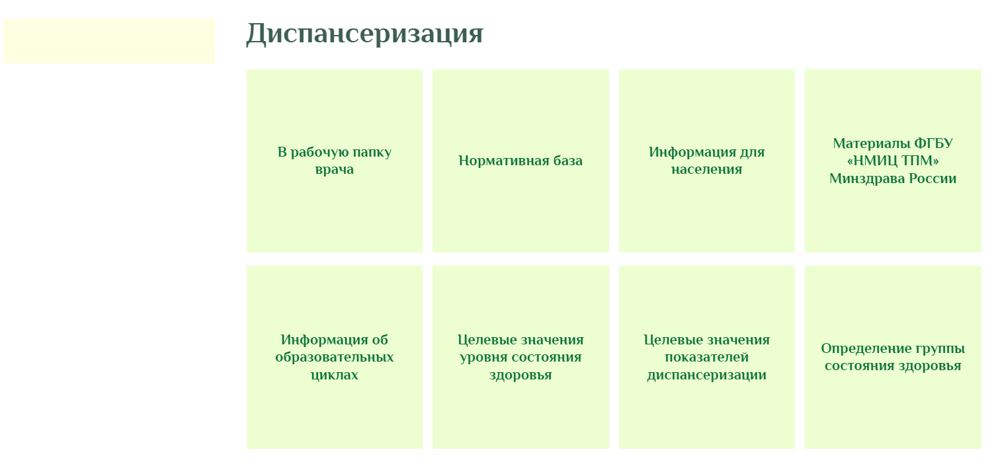 Диспансеризация
В рабочую папку
врача
Нормативная база
Информация для
населения
Материалы ФГБУ
«НМИЦ ТПМ»
Минздрава России
Информация об
образовательных
циклах
Целевые значения
уровня состояния
здоровья
Целевые значения
показателей
диспансеризации
Определение группы
состояния здоровья